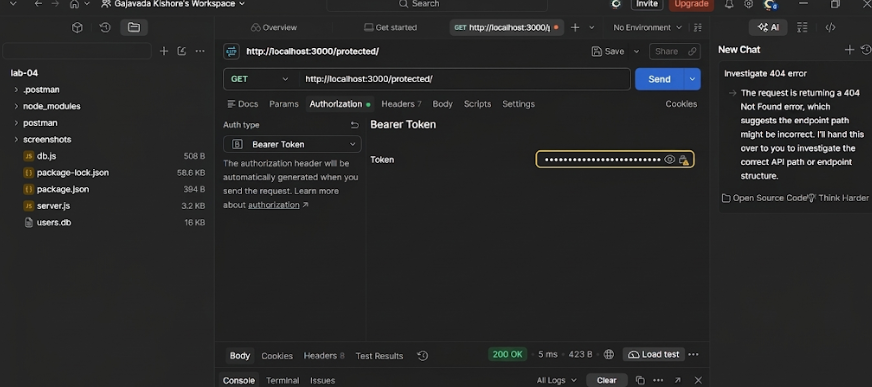 Gajavada Kishore's Workspace
Search
Invite
Upgrade
Overview
Get started
GET http://localhost:3000/p
No Environment
AI
http://localhost:3000/protected/
Save
Share
New Chat
lab-04
.postman
node_modules
postman
screenshots
JS db.js 508 B
{} package-lock.json 58.6 KB
{} package.json 394 B
JS server.js 3.2 KB
users.db 16 KB
GET
http://localhost:3000/protected/
Send
Docs
Params
Authorization
Headers 7
Body
Scripts
Settings
Cookies
Auth type
Bearer Token
The authorization header will be
automatically generated when you
send the request. Learn more
about authorization
Bearer Token
Token
Investigate 404 error
The request is returning a 404
Not Found error, which
suggests the endpoint path
might be incorrect. I'll hand this
over to you to investigate the
correct API path or endpoint
structure.
Open Source Code
Think Harder
Body
Cookies
Headers 8
Test Results
200 OK
5 ms
423 B
Load test
Console
Terminal
Issues
All Logs
Clear